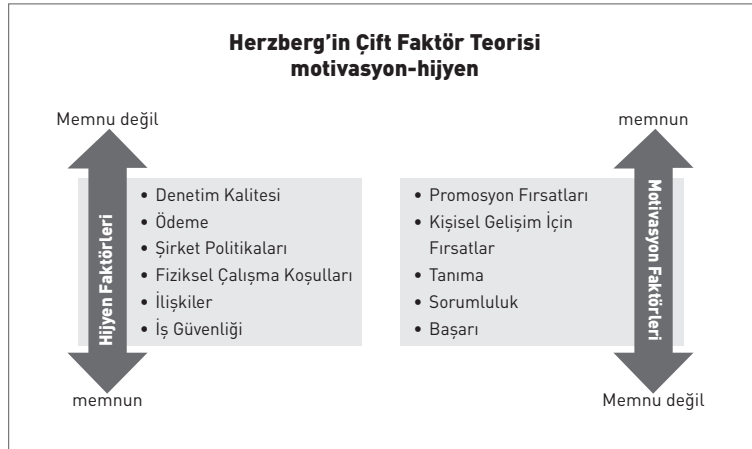 Herzberg'in Çift Faktör Teorisi
motivasyon-hijyen
Memnu değil
Hijyen Faktörleri
• Denetim Kalitesi
• Ödeme
• Şirket Politikaları
• Fiziksel Çalışma Koşulları
• İlişkiler
• İş Güvenliği
memnun
memnun
• Promosyon Fırsatları
• Kişisel Gelişim İçin
Fırsatlar
• Tanıma
• Sorumluluk
• Başarı
Motivasyon Faktörleri
Memnu değil